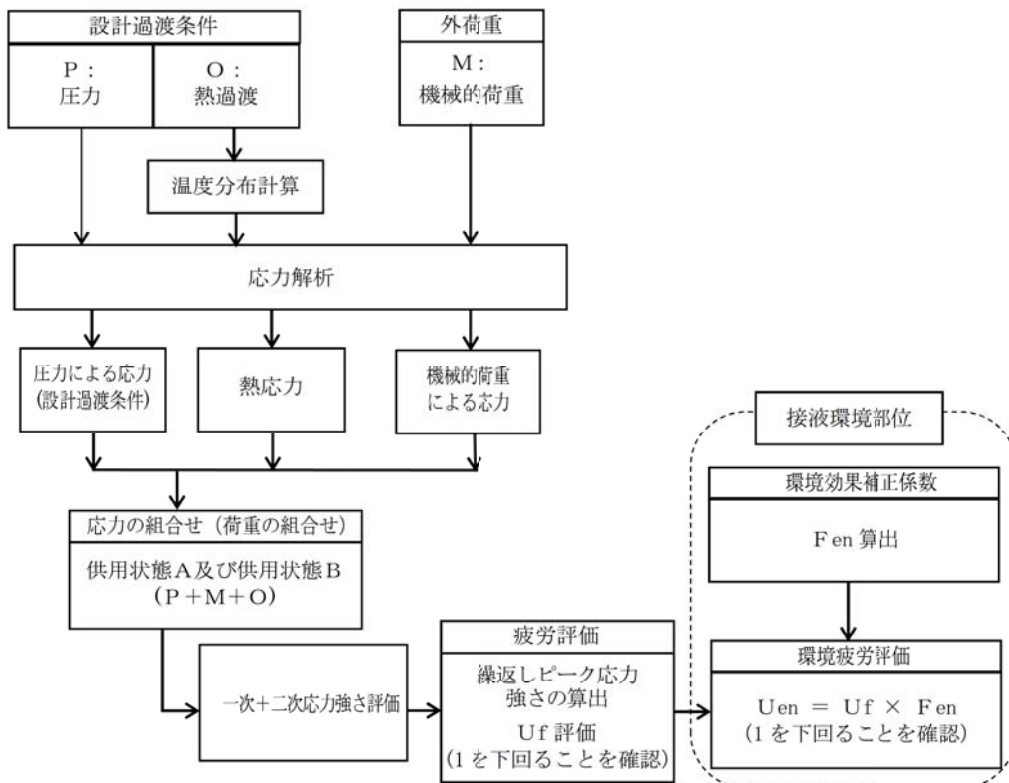 設計過渡条件
P：
圧力
O：
熱過渡
外荷重
M：
機械的荷重
温度分布計算
応力解析
圧力による応力
(設計過渡条件)
熱応力
機械的荷重
による応力
応力の組合せ（荷重の組合せ）
供用状態A及び供用状態B
(P+M+O)
一次＋二次応力強さ評価
疲労評価
繰返しピーク応力
強さの算出
Uf 評価
(1を下回ることを確認)
接液環境部位
環境効果補正係数
Fen 算出
環境疲労評価
Uen ＝ Uf × Fen
(1を下回ることを確認)